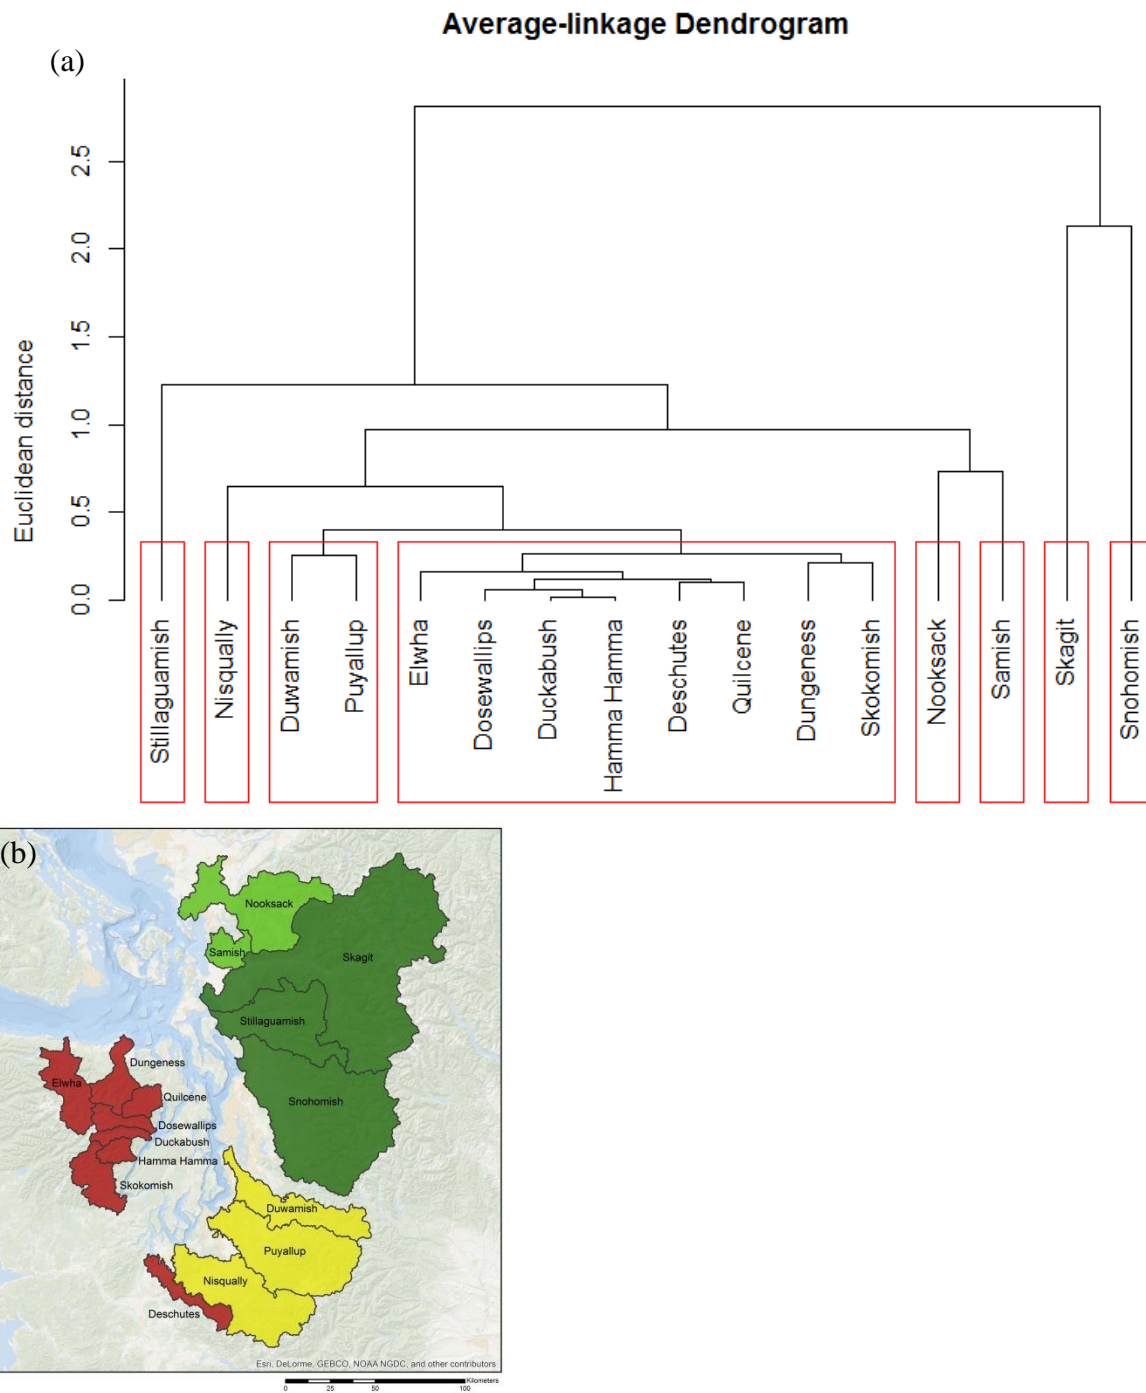 Average-linkage Dendrogram
(a)
Euclidean distance
2.5
2.0
1.5
1.0
0.5
0.0
Stillaguamish
Nisqually
Duwamish
Puyallup
Elwha
Dosewallips
Duckabush
Hamma Hamma
Deschutes
Quilcene
Dungeness
Skokomish
Nooksack
Samish
Skagit
Snohomish
(b)
Nooksack
Samish
Skagit
Stillaguamish
Dungeness
Elwha
Quilcene
Snohomish
Dosewallips
Duckabush
Hamma Hamma
Skokomish
Duwamish
Puyallup
Nisqually
Deschutes
Esri, DeLorme, GEBCO, NOAA NGDC, and other contributors
Kilometers
0 25 50 100